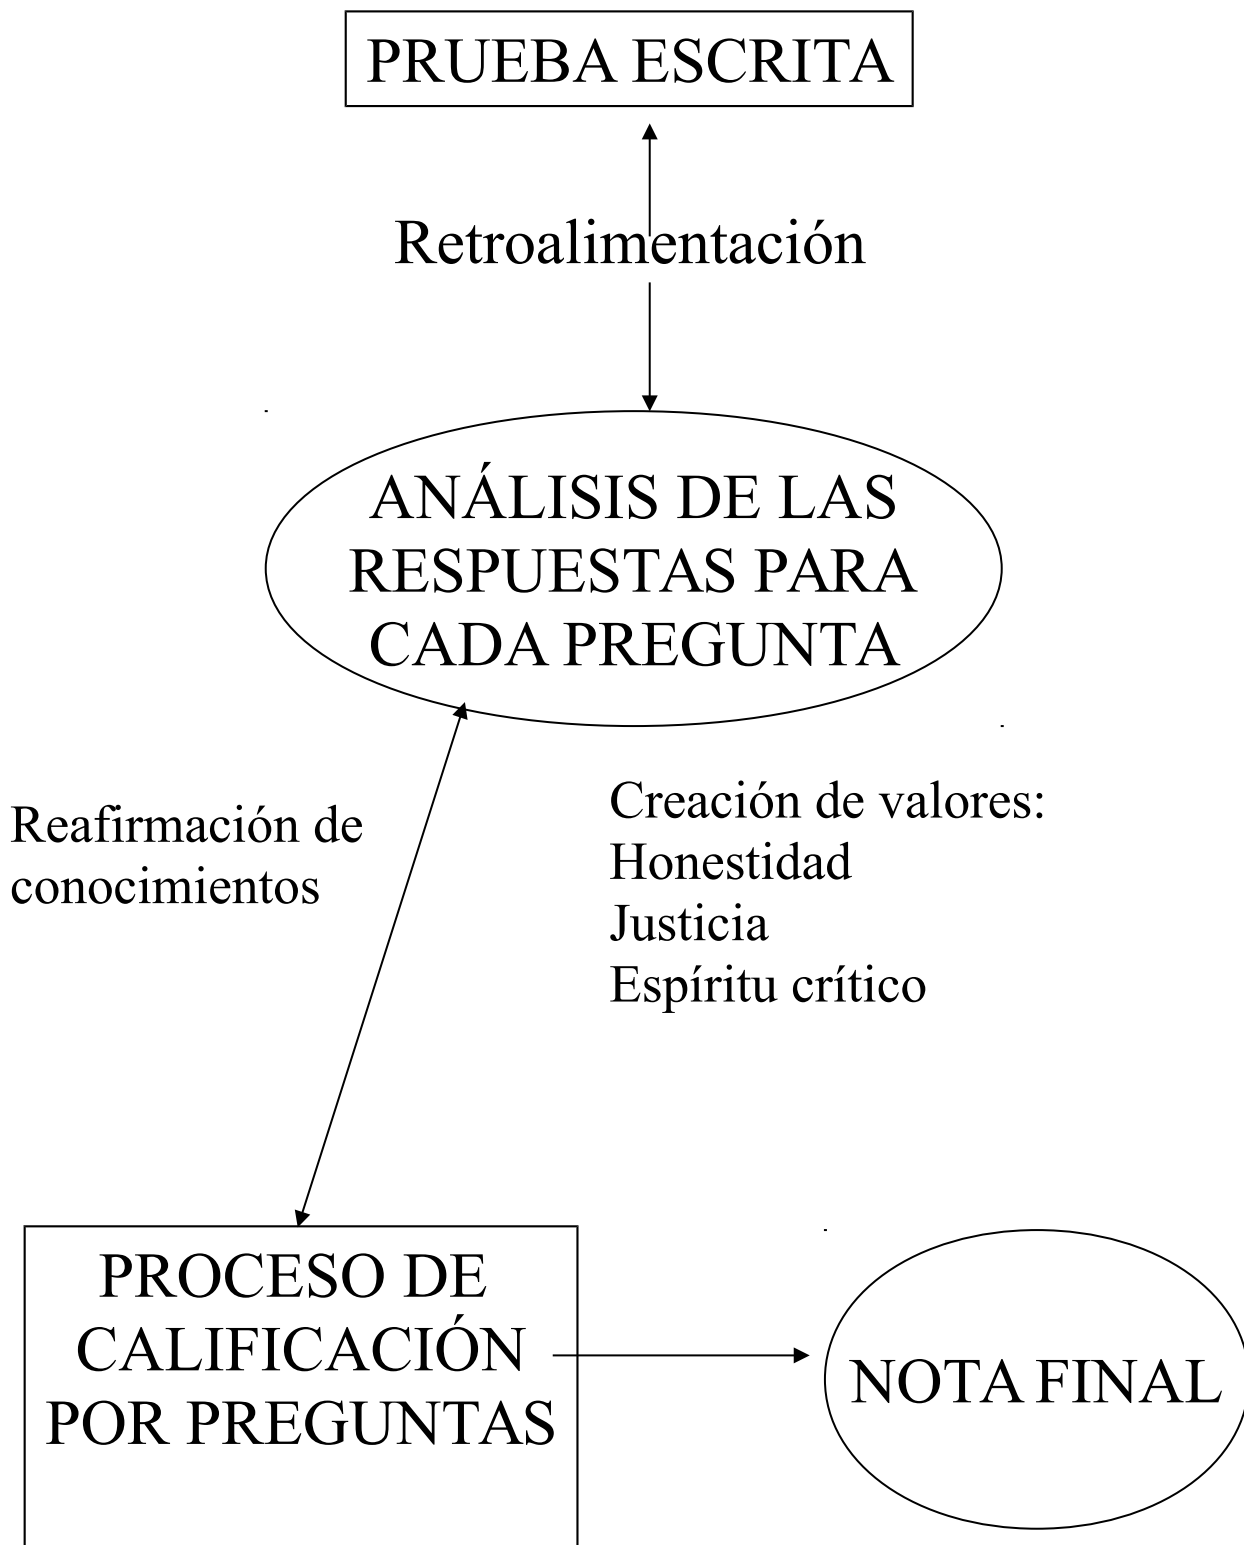 PRUEBA ESCRITA
Retroalimentación
ANÁLISIS DE LAS
RESPUESTAS PARA
CADA PREGUNTA
Reafirmación de
conocimientos
Creación de valores:
Honestidad
Justicia
Espíritu crítico
PROCESO DE
CALIFICACIÓN
POR PREGUNTAS
NOTA FINAL